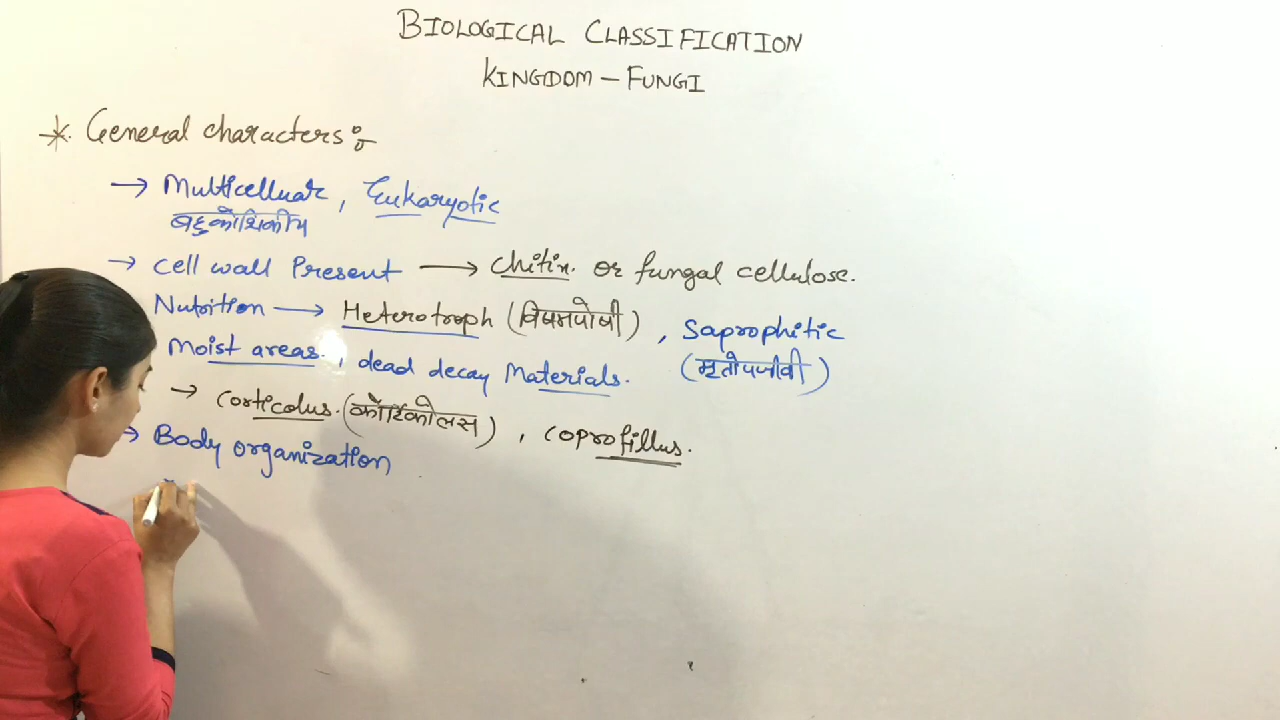 BIOLOGICAL CLASSIFICATION
KINGDOM – FUNGI
*. General characters :-
→ Multicelluar, Eukaryotic
बहुकोशिकीय
→ Cell wall Present → Chitin. or fungal cellulose.
Nutrition → Heterotroph (विषमपोषी), Saprophitic
(मृतोपजीवी)
Moist areas., dead decay Materials.
→ Corticolus. (कॉर्टिकोलस), Coprofillus.
→ Body organization